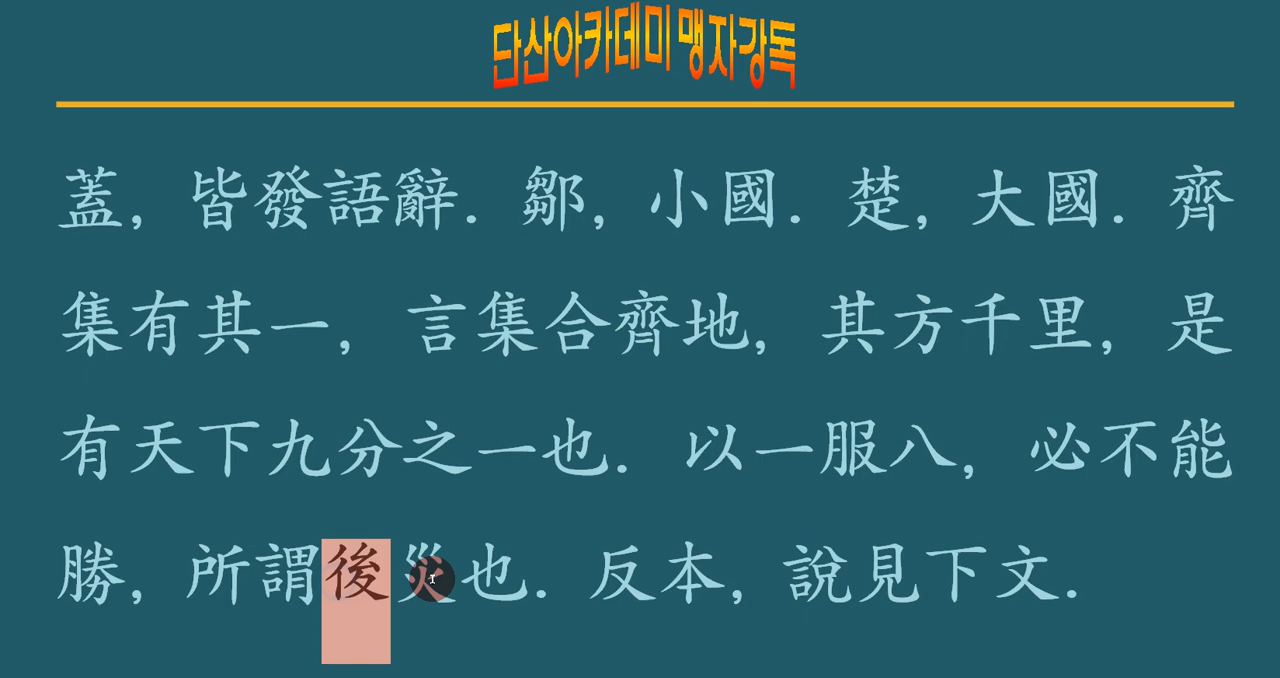 단산아카데미 맹자강독
蓋, 皆發語辭. 鄒, 小國. 楚, 大國. 齊
集有其一, 言集合齊地, 其方千里, 是
有天下九分之一也. 以一服八, 必不能
勝, 所謂後災也. 反本, 說見下文.